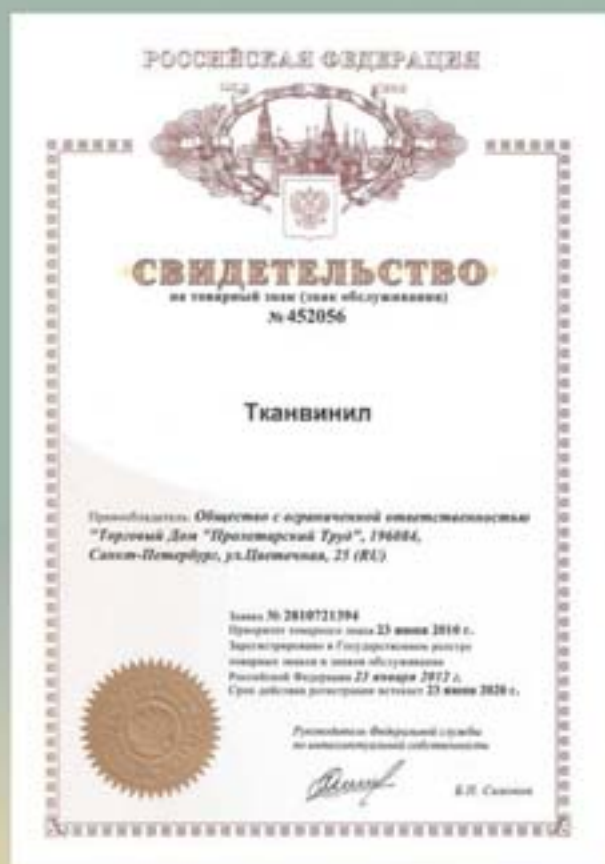 РОССИЙСКАЯ ФЕДЕРАЦИЯ
СВИДЕТЕЛЬСТВО
на товарный знак (знак обслуживания)
№ 452056
Тканвинил
Правообладатель: Общество с ограниченной ответственностью
"Торговый Дом "Пролетарский Труд", 196084,
Санкт-Петербург, ул.Цветочная, 25 (RU)
Заявка № 2010721394
Приоритет товарного знака 23 июня 2010 г.
Зарегистрировано в Государственном реестре
товарных знаков и знаков обслуживания
Российской Федерации 23 января 2012 г.
Срок действия регистрации истекает 23 июня 2020 г.
Руководитель Федеральной службы
по интеллектуальной собственности
Б.П. Симонов